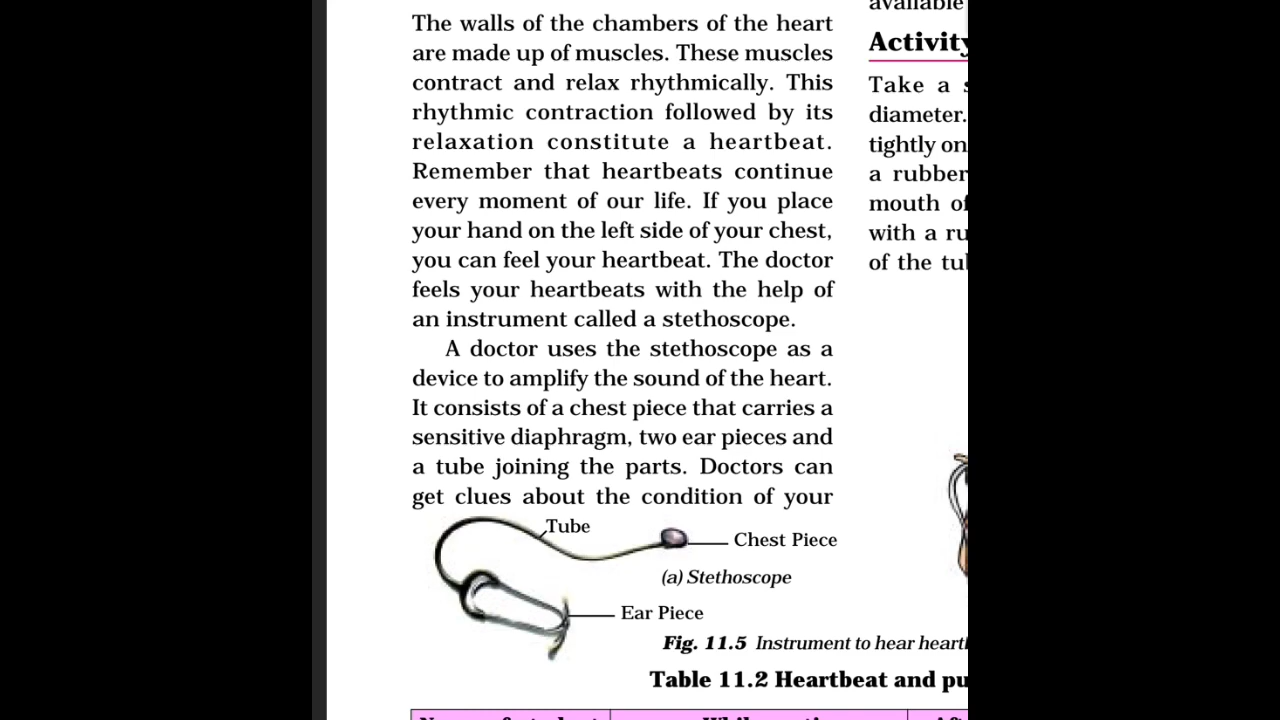 The walls of the chambers of the heart
are made up of muscles. These muscles
contract and relax rhythmically. This
rhythmic contraction followed by its
relaxation constitute a heartbeat.
Remember that heartbeats continue
every moment of our life. If you place
your hand on the left side of your chest,
you can feel your heartbeat. The doctor
feels your heartbeats with the help of
an instrument called a stethoscope.
A doctor uses the stethoscope as a
device to amplify the sound of the heart.
It consists of a chest piece that carries a
sensitive diaphragm, two ear pieces and
a tube joining the parts. Doctors can
get clues about the condition of your
Tube
Chest Piece
(a) Stethoscope
Ear Piece
Fig. 11.5 Instrument to hear
Table 11.2 Heartbeat and
available
Activity
Take a
diameter.
tightly on
a rubber
mouth of
with a
of the